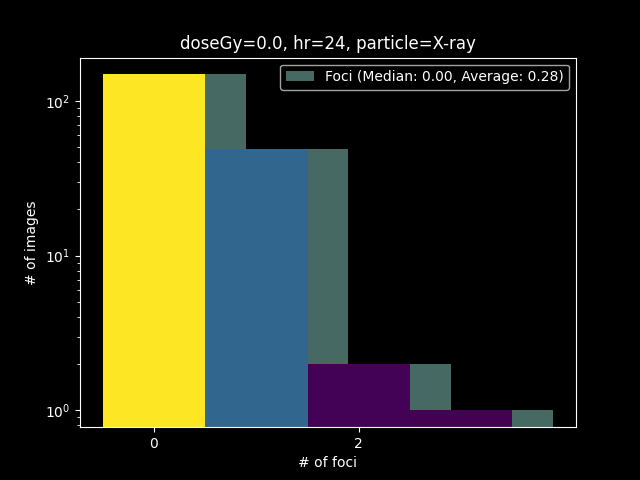 doseGy=0.0, hr=24, particle=X-ray
Foci (Median: 0.00, Average: 0.28)
10²
10¹
10⁰
# of images
0 2
# of foci